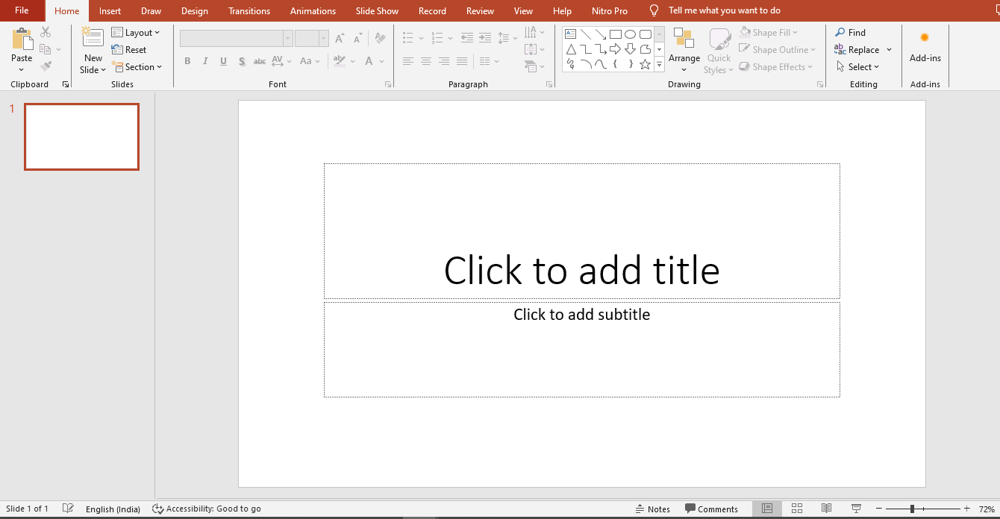 File Home Insert Draw Design Transitions Animations Slide Show Record Review View Help Nitro Pro Tell me what you want to do
Paste
Clipboard
New
Slide
Layout
Reset
Section
Slides
B I U S abc AV Aa A
Font
Paragraph
Arrange
Quick
Styles
Shape Fill
Shape Outline
Shape Effects
Drawing
Find
Replace
Select
Editing
Add-ins
Add-ins
1
Click to add title
Click to add subtitle
Slide 1 of 1 English (India) Accessibility: Good to go Notes Comments 72%